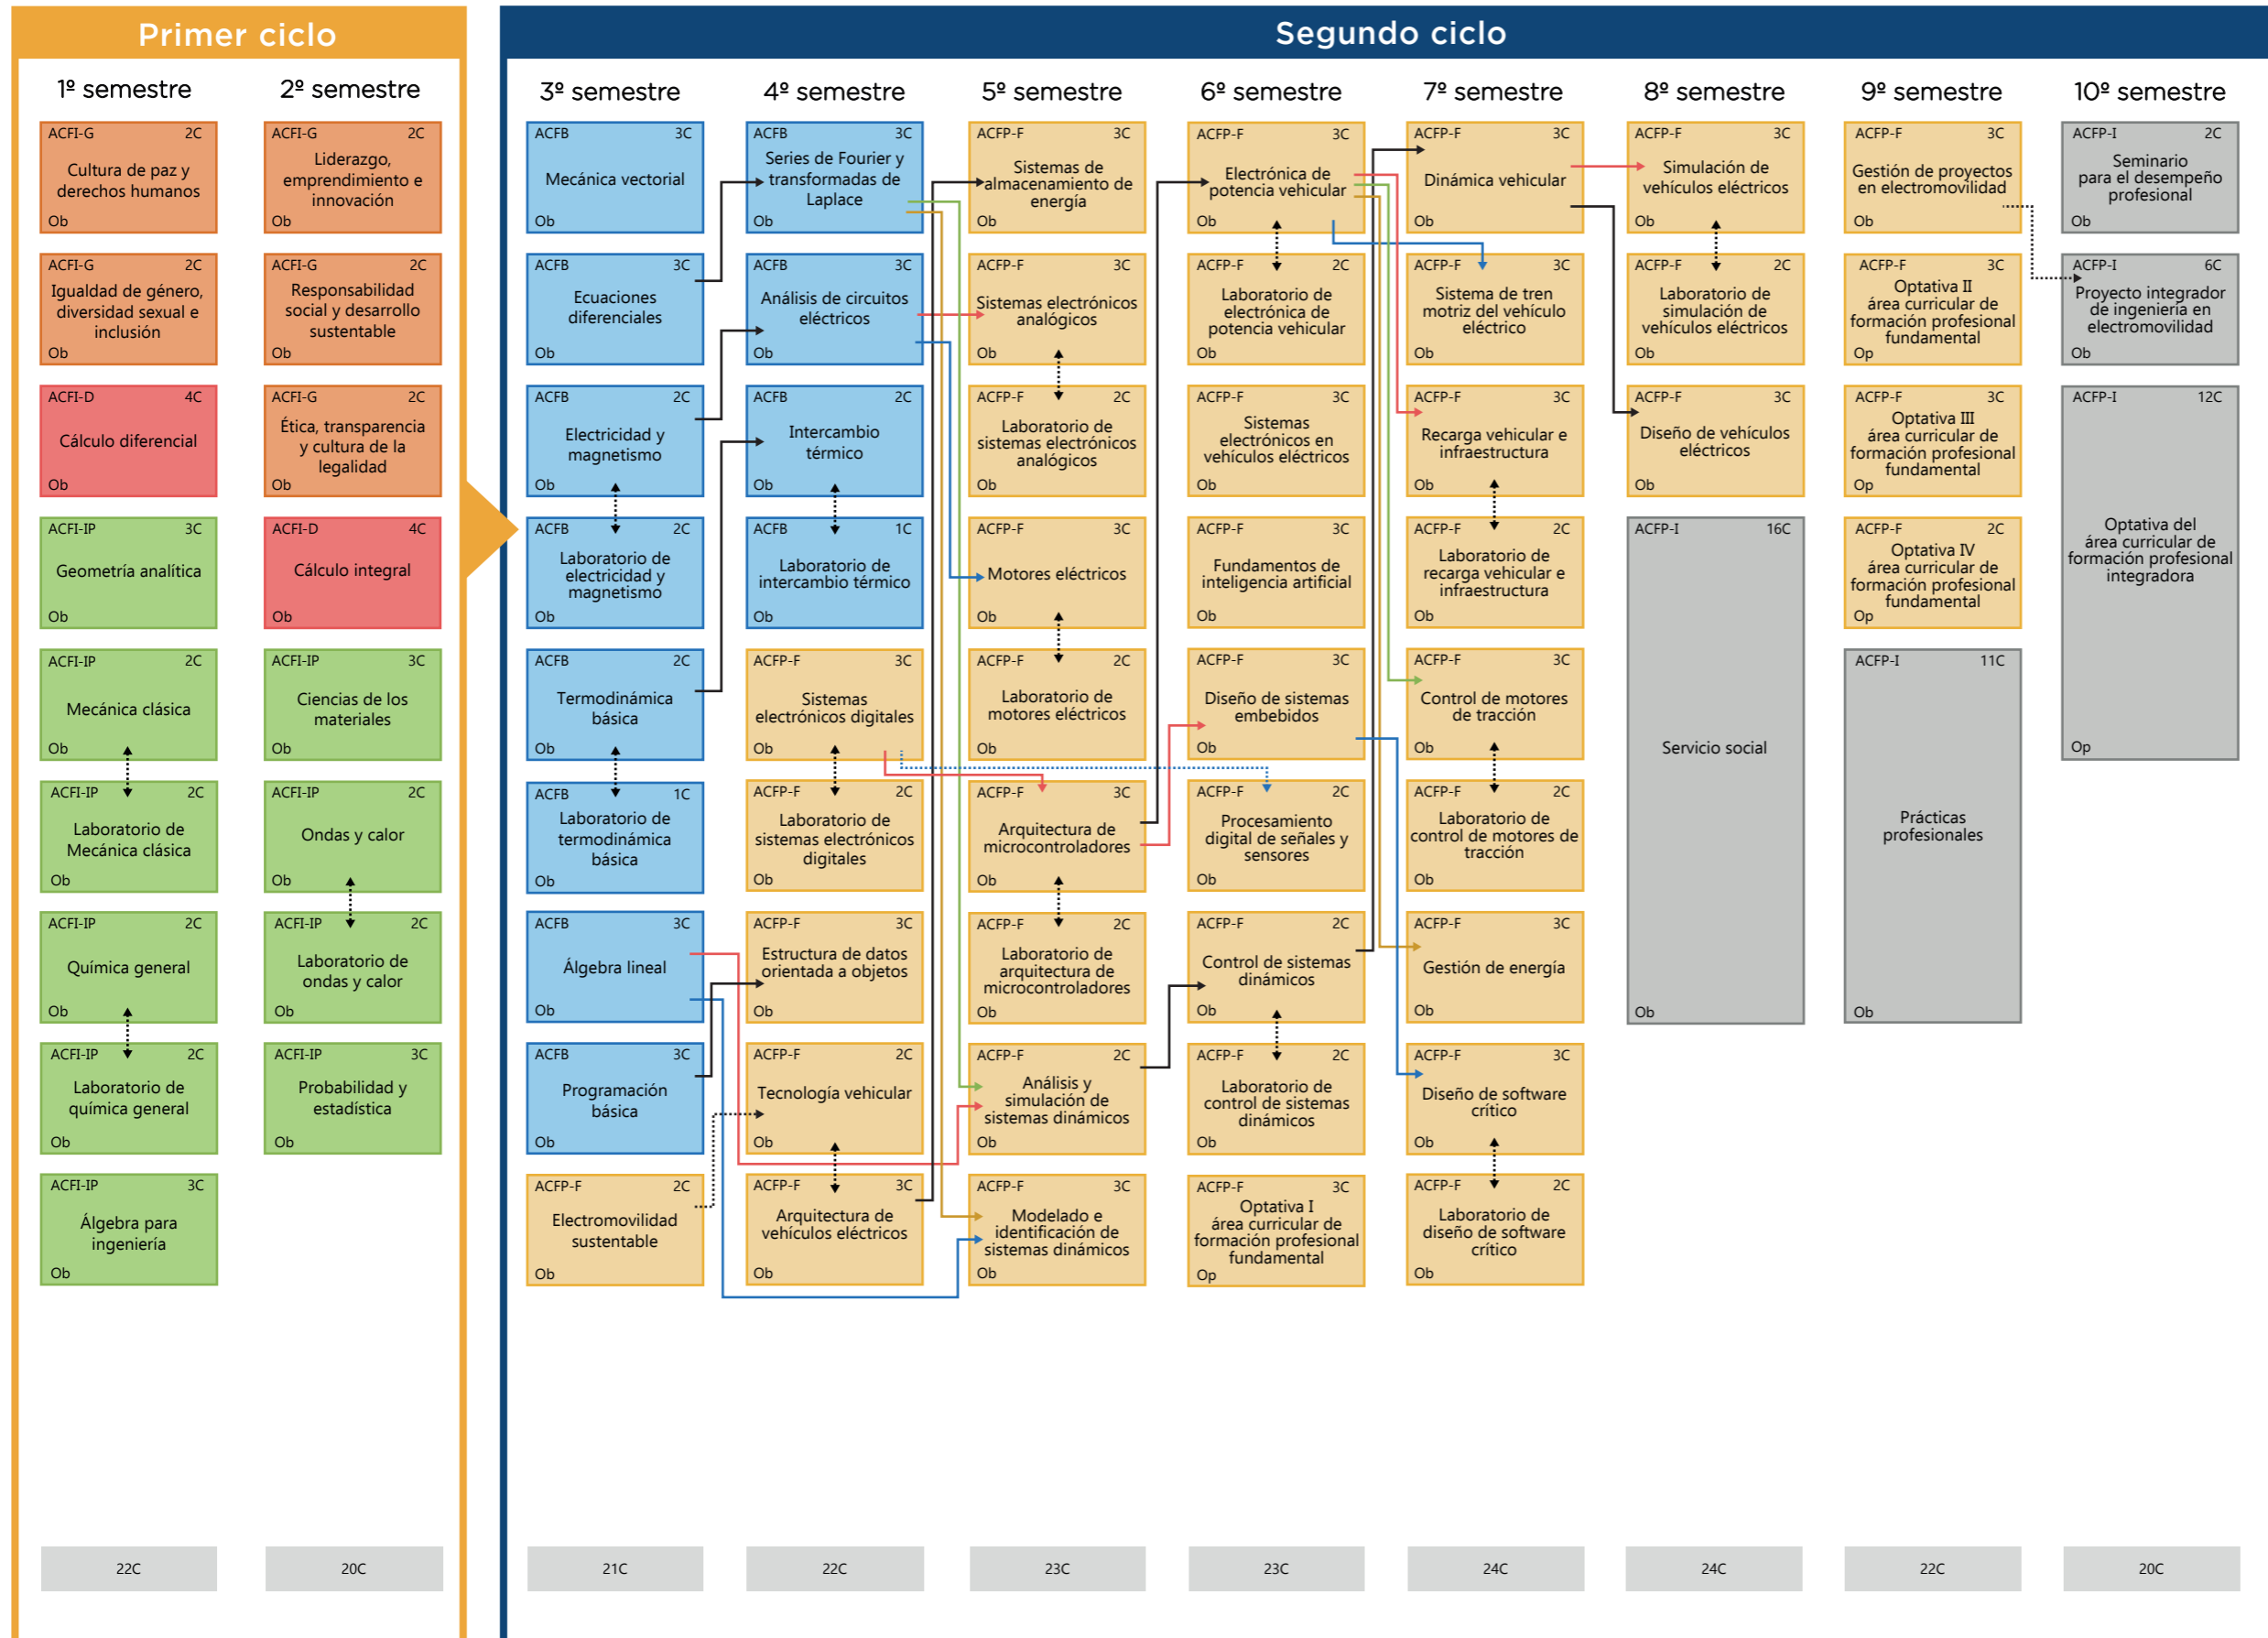 Primer ciclo
Segundo ciclo
1º semestre
ACFI-G 2C
Cultura de paz y
derechos humanos
Ob
ACFI-G 2C
Igualdad de género,
diversidad sexual e
inclusión
Ob
ACFI-D 4C
Cálculo diferencial
Ob
ACFI-IP 3C
Geometría analítica
Ob
ACFI-IP 2C
Mecánica clásica
Ob
ACFI-IP 2C
Laboratorio de
Mecánica clásica
Ob
ACFI-IP 2C
Química general
Ob
ACFI-IP 2C
Laboratorio de
química general
Ob
ACFI-IP 3C
Álgebra para
ingeniería
Ob
22C
2º semestre
ACFI-G 2C
Liderazgo,
emprendimiento e
innovación
Ob
ACFI-G 2C
Responsabilidad
social y desarrollo
sustentable
Ob
ACFI-G 2C
Ética, transparencia
y cultura de la
legalidad
Ob
ACFI-D 4C
Cálculo integral
Ob
ACFI-IP 3C
Ciencias de los
materiales
Ob
ACFI-IP 2C
Ondas y calor
Ob
ACFI-IP 2C
Laboratorio de
ondas y calor
Ob
ACFI-IP 3C
Probabilidad y
estadística
Ob
20C
3º semestre
ACFB 3C
Mecánica vectorial
Ob
ACFB 3C
Ecuaciones
diferenciales
Ob
ACFB 2C
Electricidad y
magnetismo
Ob
ACFB 2C
Laboratorio de
electricidad y
magnetismo
Ob
ACFB 2C
Termodinámica
básica
Ob
ACFB 1C
Laboratorio de
termodinámica
básica
Ob
ACFB 3C
Álgebra lineal
Ob
ACFB 3C
Programación
básica
Ob
ACFP-F 2C
Electromovilidad
sustentable
Ob
21C
4º semestre
ACFB 3C
Series de Fourier y
transformadas de
Laplace
Ob
ACFB 3C
Análisis de circuitos
eléctricos
Ob
ACFB 2C
Intercambio
térmico
Ob
ACFB 1C
Laboratorio de
intercambio térmico
Ob
ACFP-F 3C
Sistemas
electrónicos digitales
Ob
ACFP-F 2C
Laboratorio de
sistemas electrónicos
digitales
Ob
ACFP-F 3C
Estructura de datos
orientada a objetos
Ob
ACFP-F 2C
Tecnología vehicular
Ob
ACFP-F 3C
Arquitectura de
vehículos eléctricos
Ob
22C
5º semestre
ACFP-F 3C
Sistemas de
almacenamiento de
energía
Ob
ACFP-F 3C
Sistemas electrónicos
analógicos
Ob
ACFP-F 2C
Laboratorio de
sistemas electrónicos
analógicos
Ob
ACFP-F 3C
Motores eléctricos
Ob
ACFP-F 2C
Laboratorio de
motores eléctricos
Ob
ACFP-F 3C
Arquitectura de
microcontroladores
Ob
ACFP-F 2C
Laboratorio de
arquitectura de
microcontroladores
Ob
ACFP-F 2C
Análisis y
simulación de
sistemas dinámicos
Ob
ACFP-F 3C
Modelado e
identificación de
sistemas dinámicos
Ob
23C
6º semestre
ACFP-F 3C
Electrónica de
potencia vehicular
Ob
ACFP-F 2C
Laboratorio de
electrónica de
potencia vehicular
Ob
ACFP-F 3C
Sistemas
electrónicos en
vehículos eléctricos
Ob
ACFP-F 3C
Fundamentos de
inteligencia artificial
Ob
ACFP-F 3C
Diseño de sistemas
embebidos
Ob
ACFP-F 2C
Procesamiento
digital de señales y
sensores
Ob
ACFP-F 2C
Control de sistemas
dinámicos
Ob
ACFP-F 2C
Laboratorio de
control de sistemas
dinámicos
Ob
ACFP-F 3C
Optativa I
área curricular de
formación profesional
fundamental
Op
23C
7º semestre
ACFP-F 3C
Dinámica vehicular
Ob
ACFP-F 3C
Sistema de tren
motriz del vehículo
eléctrico
Ob
ACFP-F 3C
Recarga vehicular e
infraestructura
Ob
ACFP-F 2C
Laboratorio de
recarga vehicular e
infraestructura
Ob
ACFP-F 3C
Control de motores
de tracción
Ob
ACFP-F 2C
Laboratorio de
control de motores de
tracción
Ob
ACFP-F 3C
Gestión de energía
Ob
ACFP-F 3C
Diseño de software
crítico
Ob
ACFP-F 2C
Laboratorio de
diseño de software
crítico
Ob
24C
8º semestre
ACFP-F 3C
Simulación de
vehículos eléctricos
Ob
ACFP-F 2C
Laboratorio de
simulación de
vehículos eléctricos
Ob
ACFP-F 3C
Diseño de vehículos
eléctricos
Ob
ACFP-I 16C
Servicio social
Ob
24C
9º semestre
ACFP-F 3C
Gestión de proyectos
en electromovilidad
Ob
ACFP-F 3C
Optativa II
área curricular de
formación profesional
fundamental
Op
ACFP-F 3C
Optativa III
área curricular de
formación profesional
fundamental
Op
ACFP-F 2C
Optativa IV
área curricular de
formación profesional
fundamental
Op
ACFP-I 11C
Prácticas
profesionales
Ob
22C
10º semestre
ACFP-I 2C
Seminario
para el desempeño
profesional
Ob
ACFP-I 6C
Proyecto integrador
de ingeniería en
electromovilidad
Ob
ACFP-I 12C
Optativa del
área curricular de
formación profesional
integradora
Op
20C